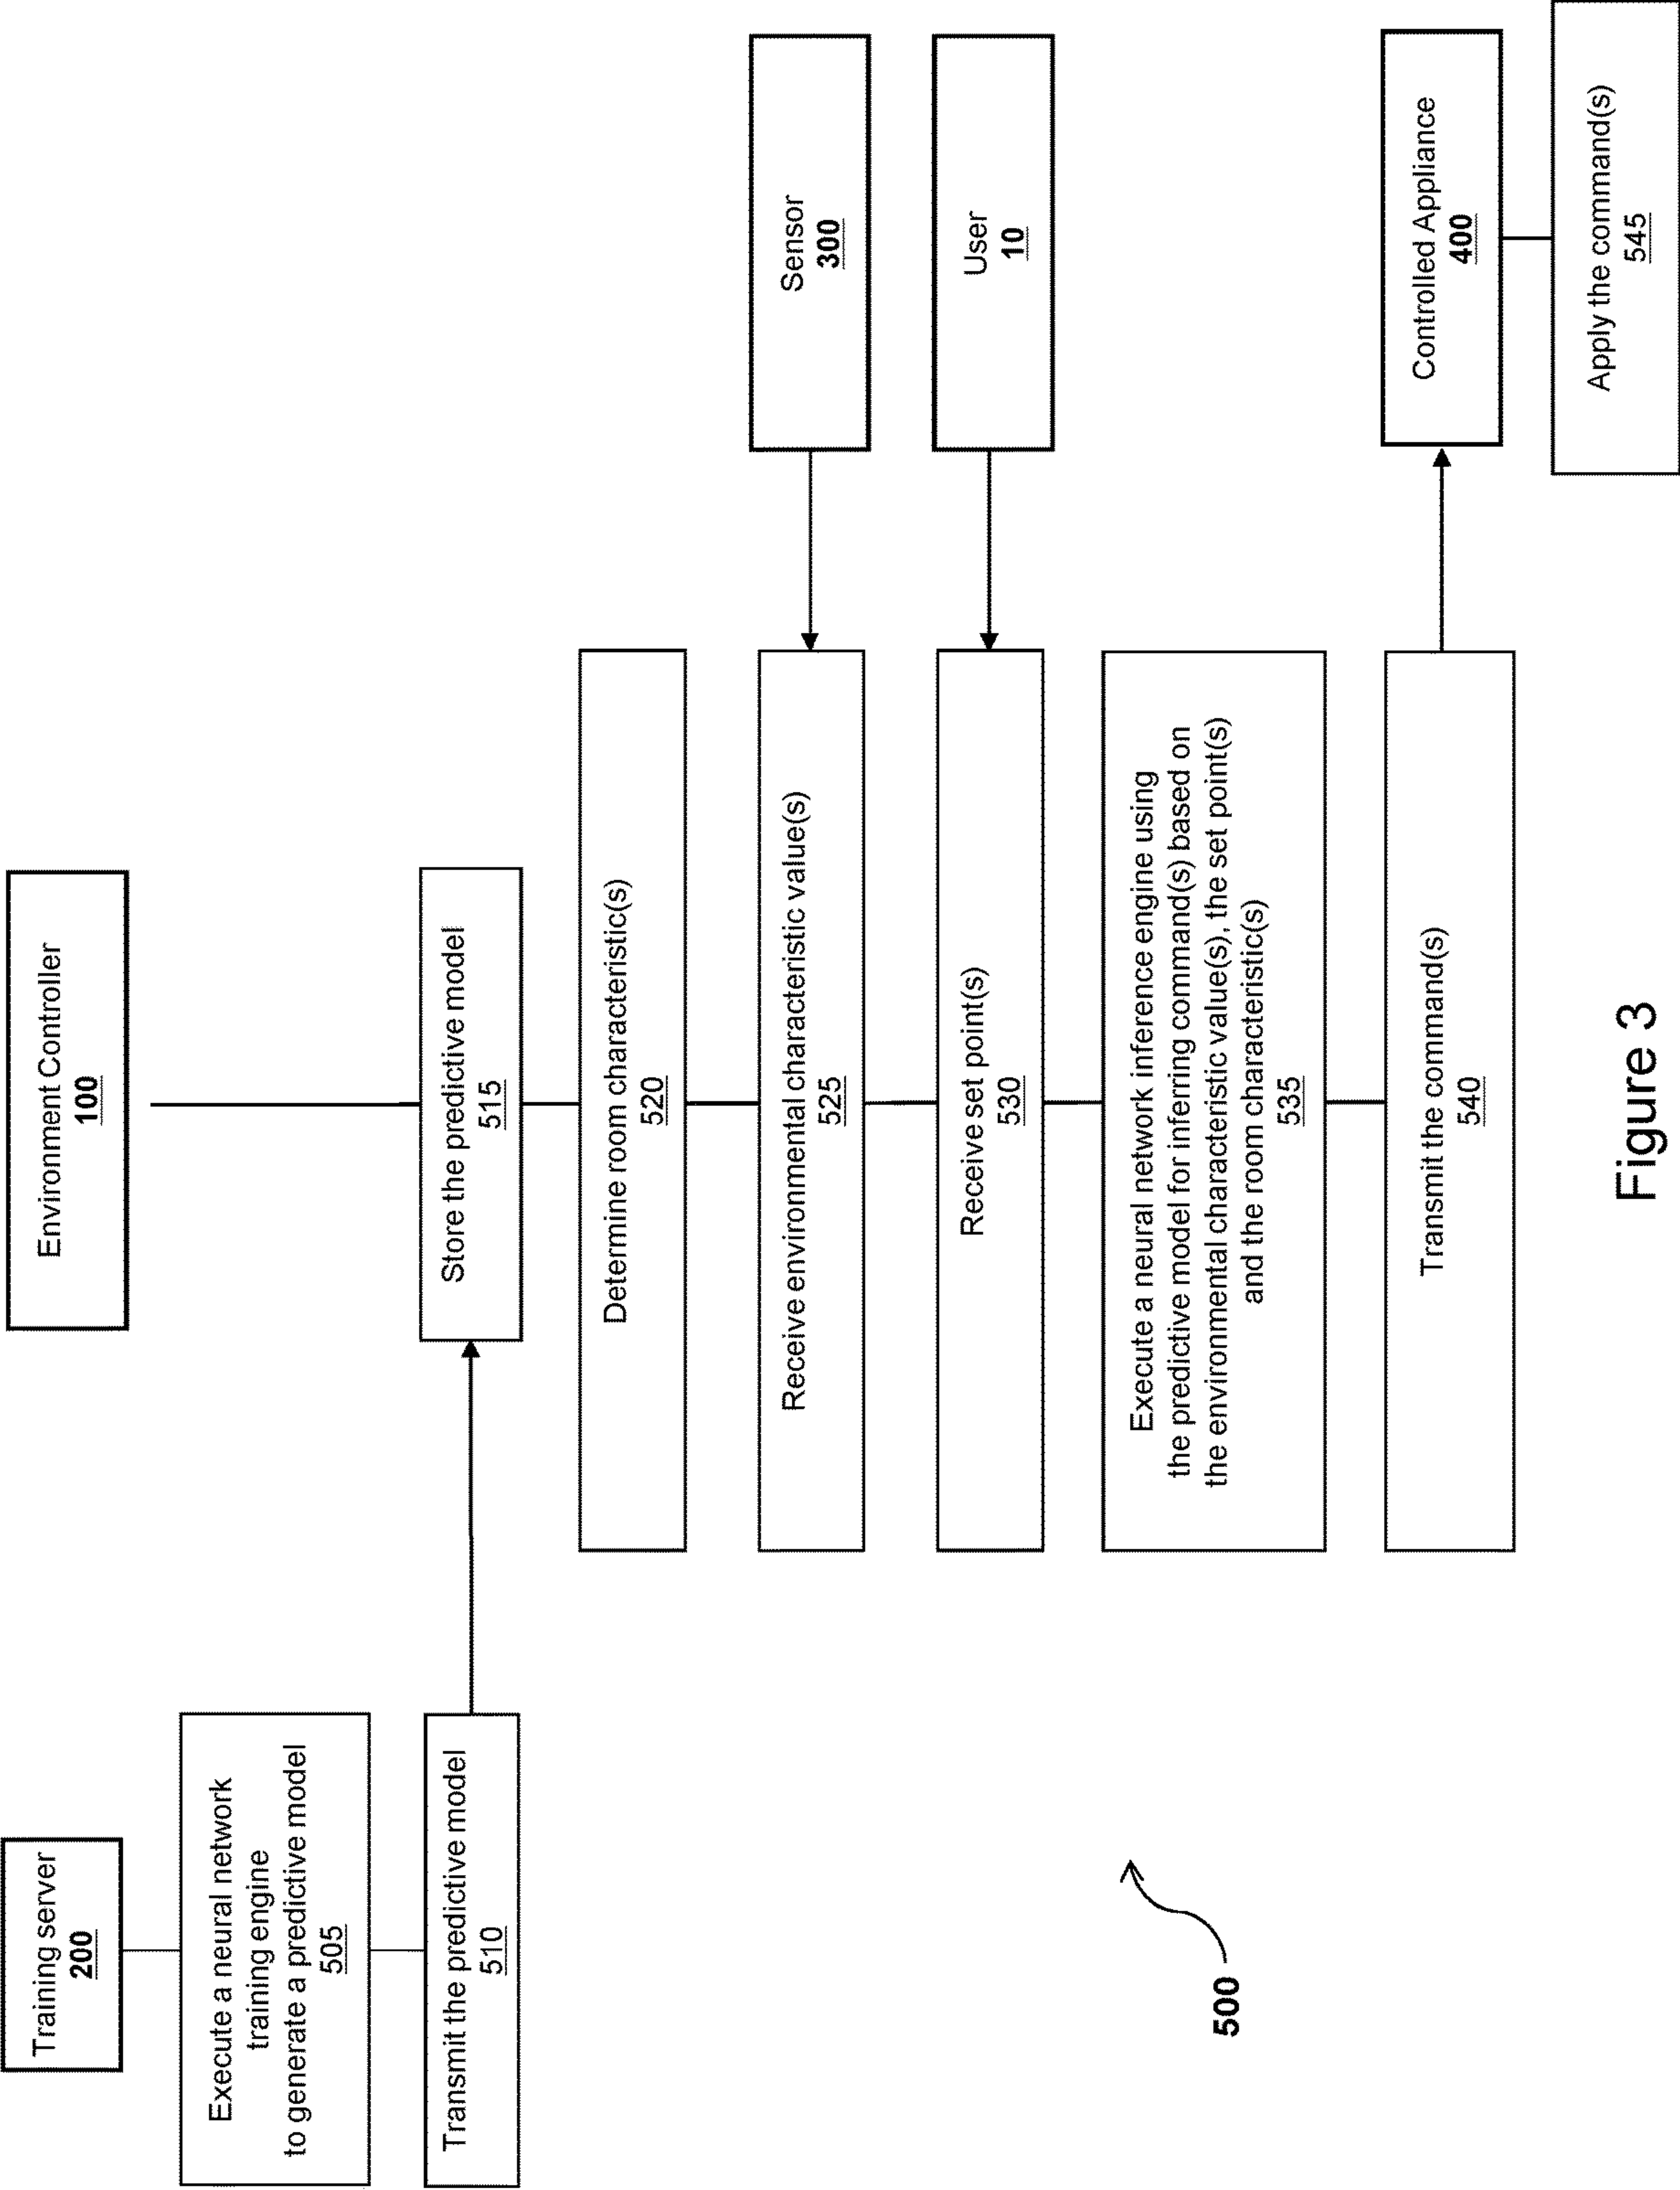 Training server
200
Execute a neural network
training engine
to generate a predictive model
505
Transmit the predictive model
510
Environment Controller
100
Store the predictive model
515
Determine room characteristic(s)
520
Receive environmental characteristic value(s)
525
Receive set point(s)
530
Execute a neural network inference engine using
the predictive model for inferring command(s) based on
the environmental characteristic value(s), the set point(s)
and the room characteristic(s)
535
Transmit the command(s)
540
Sensor
300
User
10
Controlled Appliance
400
Apply the command(s)
545
500
Figure 3